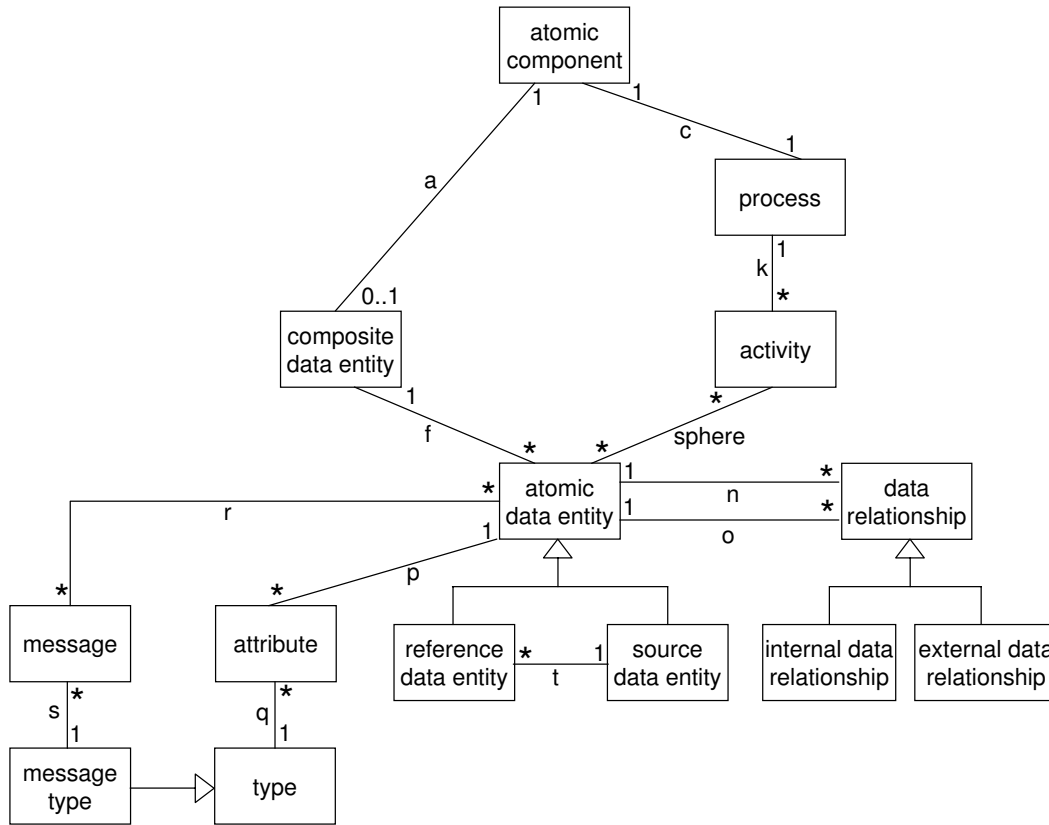 atomic
component
1
1
c
1
a
process
1
k
0..1
*
composite
data entity
activity
1
*
f
sphere
*
*
atomic
data entity
1
*
n
data
relationship
*
r
1
*
o
1
p
*
*
message
attribute
reference
data entity
*
1
t
source
data entity
internal data
relationship
external data
relationship
*
s
1
*
q
1
message
type
type